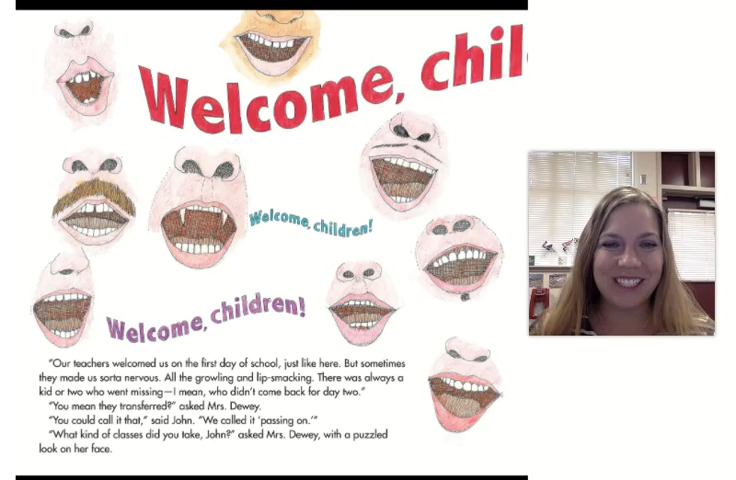 Welcome, chil
Welcome, children!
Welcome, children!
"Our teachers welcomed us on the first day of school, just like here. But sometimes
they made us sorta nervous. All the growling and lip-smacking. There was always a
kid or two who went missing—I mean, who didn't come back for day two."
"You mean they transferred?" asked Mrs. Dewey.
"You could call it that," said John. "We called it 'passing on.'"
"What kind of classes did you take, John?" asked Mrs. Dewey, with a puzzled
look on her face.